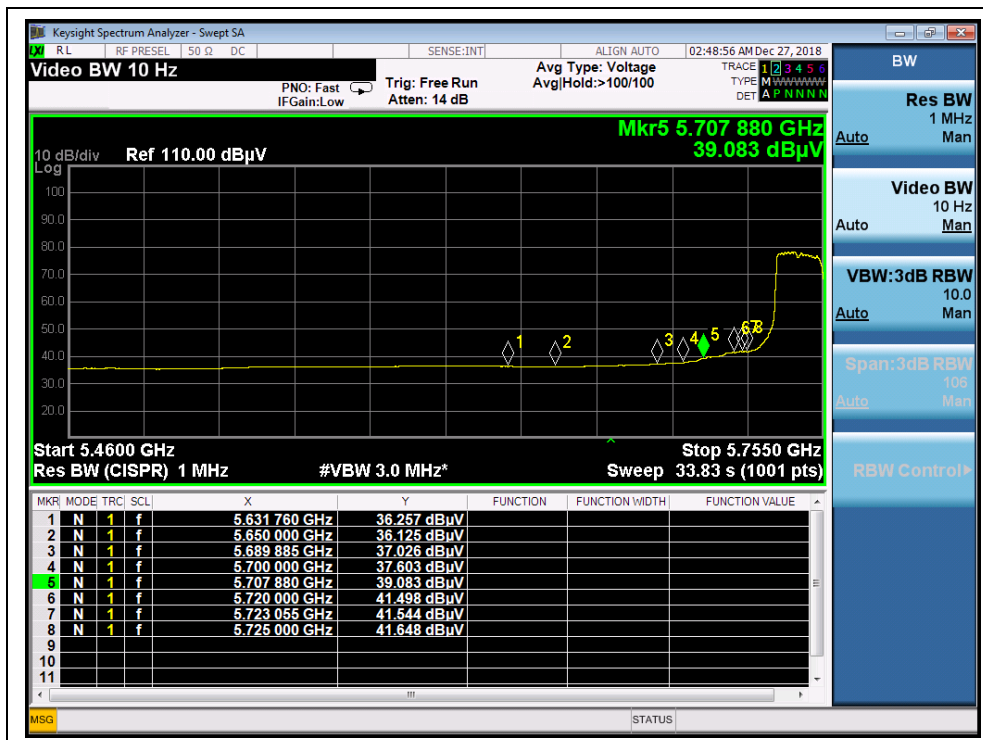 Keysight Spectrum Analyzer - Swept SA
LXI RL RF PRESEL 50 Ω DC SENSE:INT ALIGN AUTO 02:48:56 AM Dec 27, 2018
Video BW 10 Hz
PNO: Fast
IFGain:Low
Trig: Free Run
Atten: 14 dB
Avg Type: Voltage
Avg|Hold:>100/100
TRACE 1 2 3 4 5 6
TYPE M WWWWW
DET A P N N N N
Mkr5 5.707 880 GHz
39.083 dBµV
10 dB/div Ref 110.00 dBµV
Log
100
90.0
80.0
70.0
60.0
50.0
40.0
30.0
20.0
1 2 3 4 5 6 7 8
Start 5.4600 GHz Stop 5.7550 GHz
Res BW (CISPR) 1 MHz #VBW 3.0 MHz* Sweep 33.83 s (1001 pts)
MKR MODE TRC SCL X Y FUNCTION FUNCTION WIDTH FUNCTION VALUE
1 N 1 f 5.631 760 GHz 36.257 dBµV
2 N 1 f 5.650 000 GHz 36.125 dBµV
3 N 1 f 5.689 885 GHz 37.026 dBµV
4 N 1 f 5.700 000 GHz 37.603 dBµV
5 N 1 f 5.707 880 GHz 39.083 dBµV
6 N 1 f 5.720 000 GHz 41.498 dBµV
7 N 1 f 5.723 055 GHz 41.544 dBµV
8 N 1 f 5.725 000 GHz 41.648 dBµV
9
10
11
MSG STATUS
BW
Res BW
1 MHz
Auto Man
Video BW
10 Hz
Auto Man
VBW:3dB RBW
10.0
Auto Man
Span:3dB RBW
106
Auto Man
RBW Control